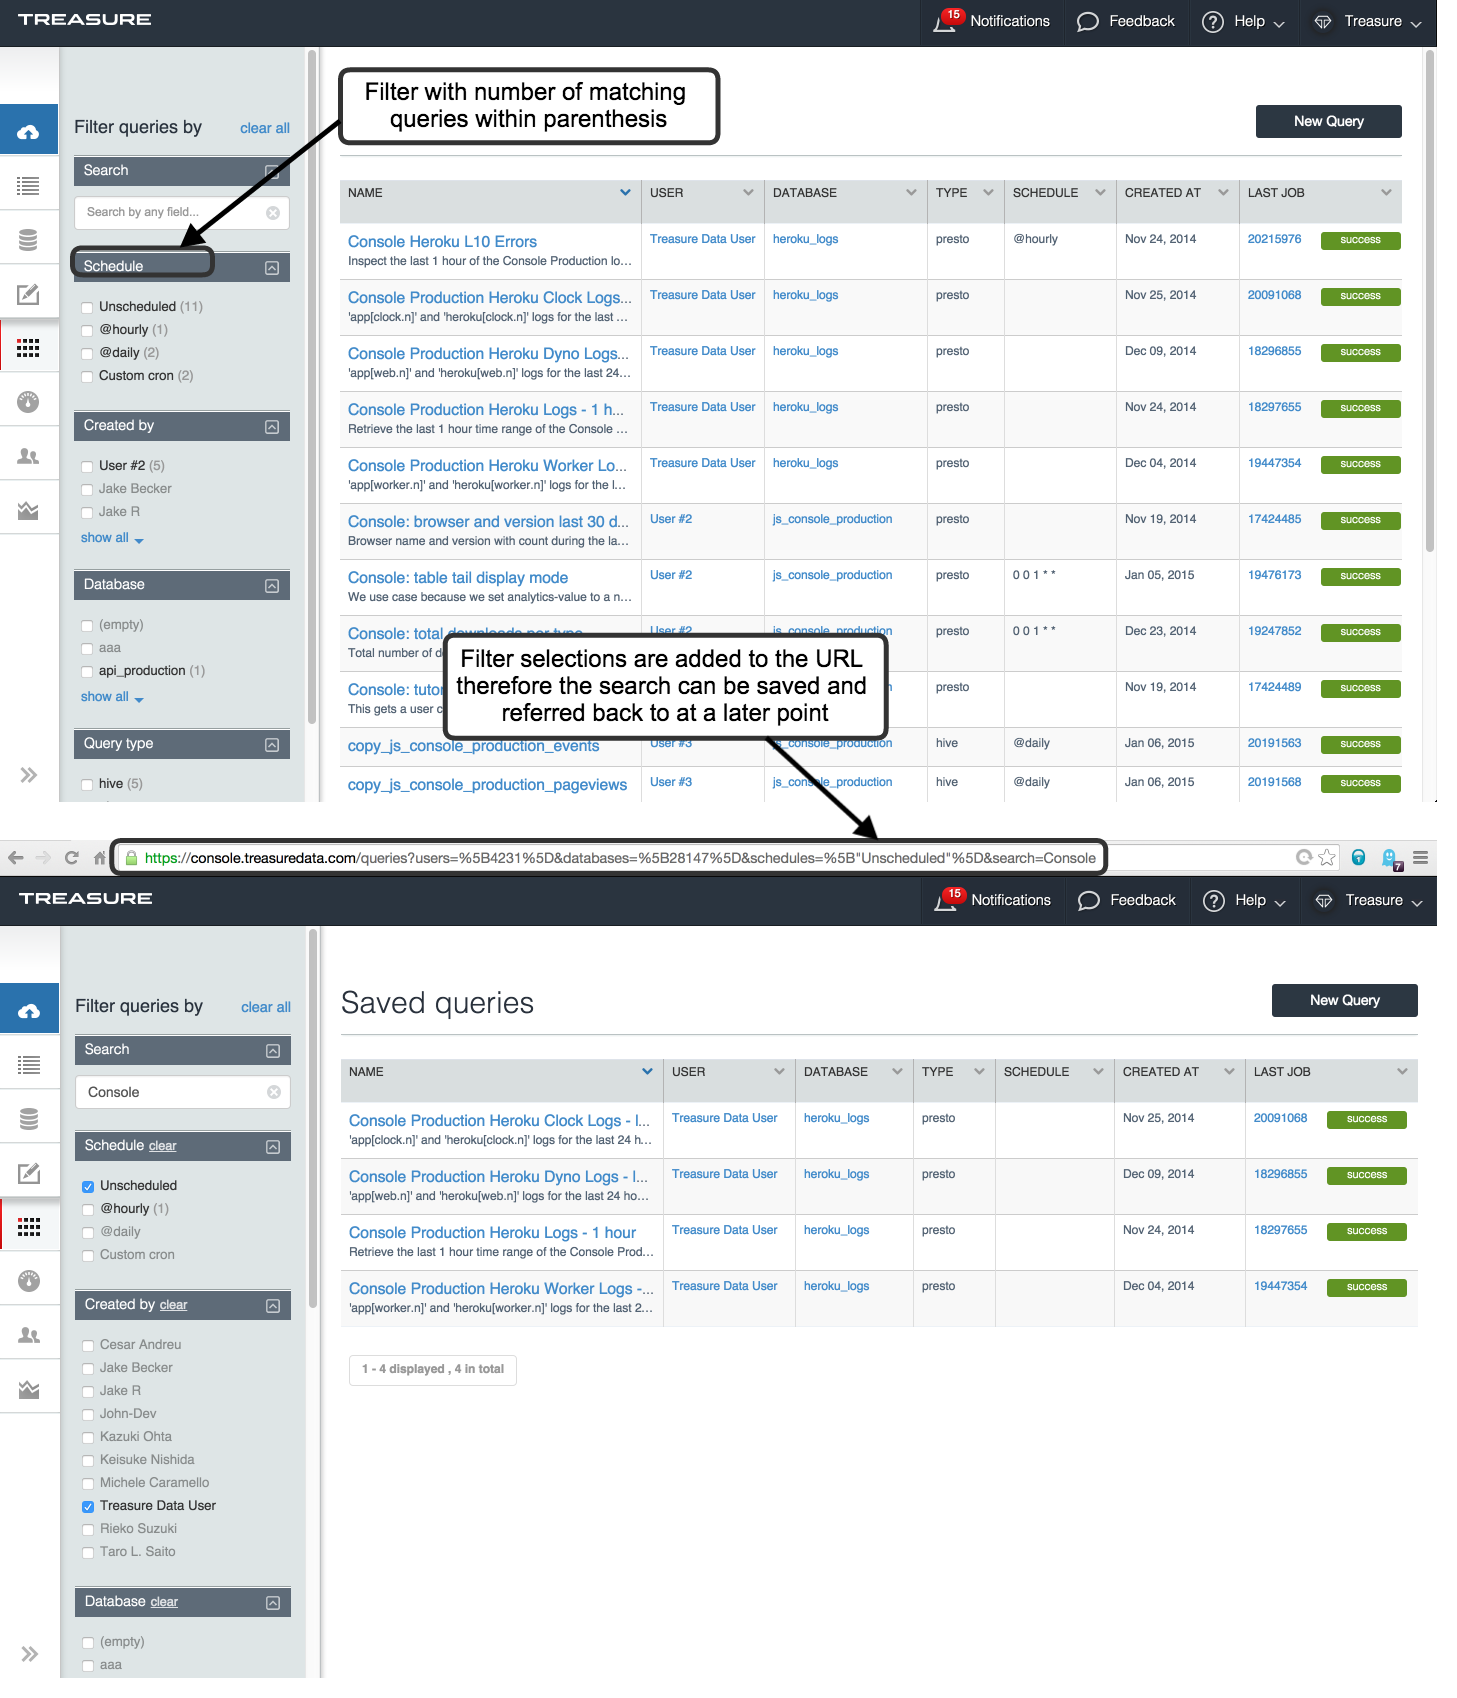 TREASURE
15
Notifications
Feedback
Help
Treasure
Filter with number of matching
queries within parenthesis
Filter queries by
clear all
New Query
Search
Search by any field...
Schedule
Unscheduled (11)
@hourly (1)
@daily (2)
Custom cron (2)
Created by
User #2 (5)
Jake Becker
Jake R
show all
Database
(empty)
aaa
api_production (1)
show all
Query type
hive (5)
NAME USER DATABASE TYPE SCHEDULE CREATED AT LAST JOB
Console Heroku L10 Errors Treasure Data User heroku_logs presto @hourly Nov 24, 2014 20215976 success
Inspect the last 1 hour of the Console Production lo...
Console Production Heroku Clock Logs... Treasure Data User heroku_logs presto Nov 25, 2014 20091068 success
'app[clock.n]' and 'heroku[clock.n]' logs for the last ...
Console Production Heroku Dyno Logs... Treasure Data User heroku_logs presto Dec 09, 2014 18296855 success
'app[web.n]' and 'heroku[web.n]' logs for the last 24...
Console Production Heroku Logs - 1 h... Treasure Data User heroku_logs presto Nov 24, 2014 18297655 success
Retrieve the last 1 hour time range of the Console ...
Console Production Heroku Worker Lo... Treasure Data User heroku_logs presto Dec 04, 2014 19447354 success
'app[worker.n]' and 'heroku[worker.n]' logs for the l...
Console: browser and version last 30 d... User #2 js_console_production presto Nov 19, 2014 17424485 success
Browser name and version with count during the la...
Console: table tail display mode User #2 js_console_production presto 0 0 1 * * Jan 05, 2015 19476173 success
We use case because we set analytics-value to a n...
Console: total downloads per type User #2 js_console_production presto 0 0 1 * * Dec 23, 2014 19247852 success
Total number of
Console: presto Nov 19, 2014 17424489 success
This gets a user
copy_js_console_production_events User #3 js_console_production hive @daily Jan 06, 2015 20191563 success
copy_js_console_production_pageviews User #3 js_console_production hive @daily Jan 06, 2015 20191568 success
Filter selections are added to the URL
therefore the search can be saved and
referred back to at a later point
https://console.treasuredata.com/queries?users=%5B4231%5D&databases=%5B28147%5D&schedules=%5B"Unscheduled"%5D&search=Console
7
TREASURE
15
Notifications
Feedback
Help
Treasure
Filter queries by
clear all
Saved queries
New Query
Search
Console
Schedule clear
Unscheduled
@hourly (1)
@daily
Custom cron
Created by clear
Cesar Andreu
Jake Becker
Jake R
John-Dev
Kazuki Ohta
Keisuke Nishida
Michele Caramello
Treasure Data User
Rieko Suzuki
Taro L. Saito
Database clear
(empty)
aaa
NAME USER DATABASE TYPE SCHEDULE CREATED AT LAST JOB
Console Production Heroku Clock Logs - l... Treasure Data User heroku_logs presto Nov 25, 2014 20091068 success
'app[clock.n]' and 'heroku[clock.n]' logs for the last 24 h...
Console Production Heroku Dyno Logs - l... Treasure Data User heroku_logs presto Dec 09, 2014 18296855 success
'app[web.n]' and 'heroku[web.n]' logs for the last 24 ho...
Console Production Heroku Logs - 1 hour Treasure Data User heroku_logs presto Nov 24, 2014 18297655 success
Retrieve the last 1 hour time range of the Console Prod...
Console Production Heroku Worker Logs -... Treasure Data User heroku_logs presto Dec 04, 2014 19447354 success
'app[worker.n]' and 'heroku[worker.n]' logs for the last 2...
1 - 4 displayed , 4 in total